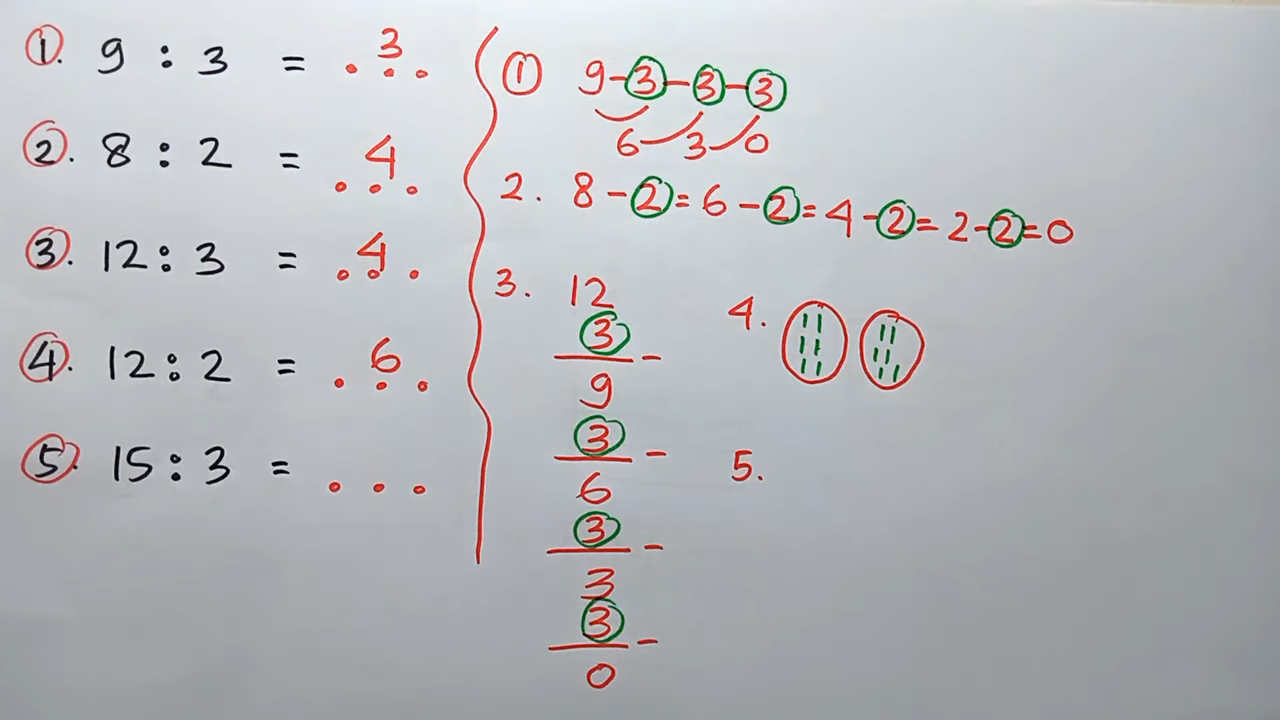 1. 9 : 3 = . 3 . .
2. 8 : 2 = . 4 . .
3. 12 : 3 = . 4 . .
4. 12 : 2 = . 6 . .
5. 15 : 3 = . . .
1 9-3-3-3
6 3 0
2. 8 - 2 = 6 - 2 = 4 - 2 = 2 - 2 = 0
3. 12
3
-
9
3
-
6
3
-
3
3
-
0
4.
5.